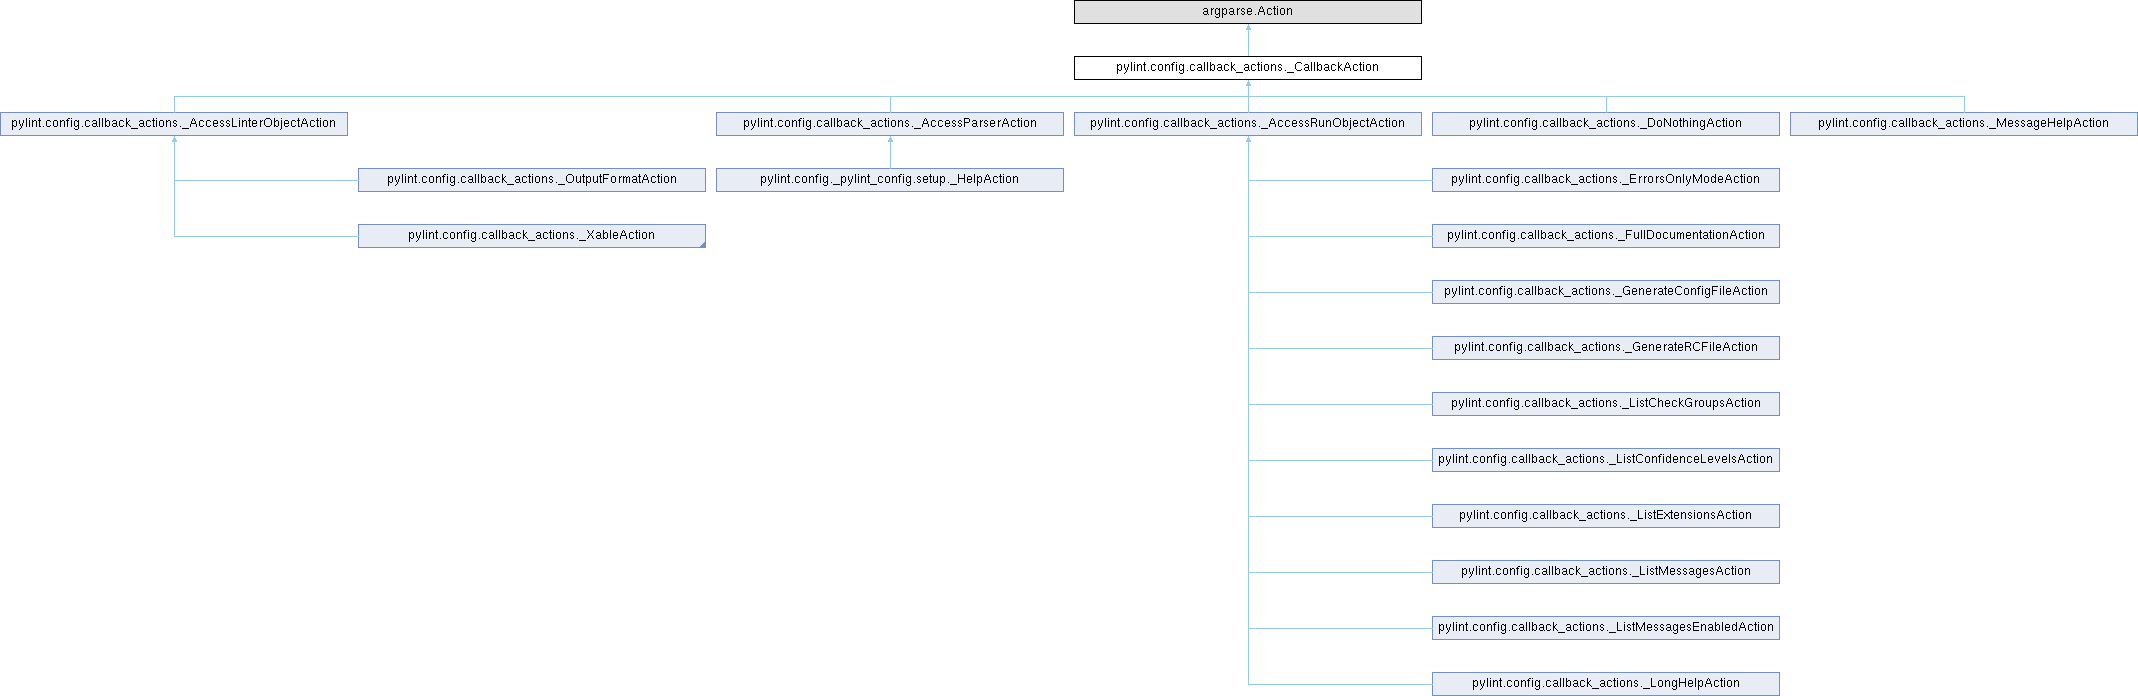 argparse.Action
pylint.config.callback_actions._CallbackAction
pylint.config.callback_actions._AccessLinterObjectAction
pylint.config.callback_actions._AccessParserAction
pylint.config.callback_actions._AccessRunObjectAction
pylint.config.callback_actions._DoNothingAction
pylint.config.callback_actions._MessageHelpAction
pylint.config.callback_actions._OutputFormatAction
pylint.config._pylint_config.setup._HelpAction
pylint.config.callback_actions._ErrorsOnlyModeAction
pylint.config.callback_actions._XableAction
pylint.config.callback_actions._FullDocumentationAction
pylint.config.callback_actions._GenerateConfigFileAction
pylint.config.callback_actions._GenerateRCFileAction
pylint.config.callback_actions._ListCheckGroupsAction
pylint.config.callback_actions._ListConfidenceLevelsAction
pylint.config.callback_actions._ListExtensionsAction
pylint.config.callback_actions._ListMessagesAction
pylint.config.callback_actions._ListMessagesEnabledAction
pylint.config.callback_actions._LongHelpAction